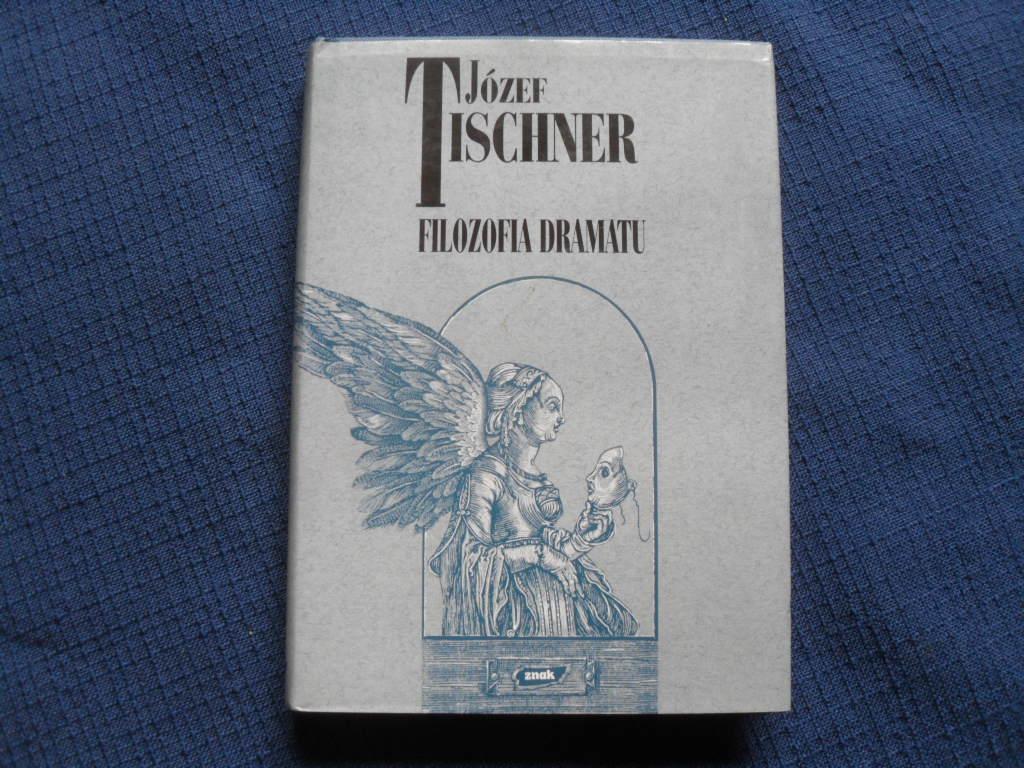 JÓZEF
TISCHNER
FILOZOFIA DRAMATU
znak